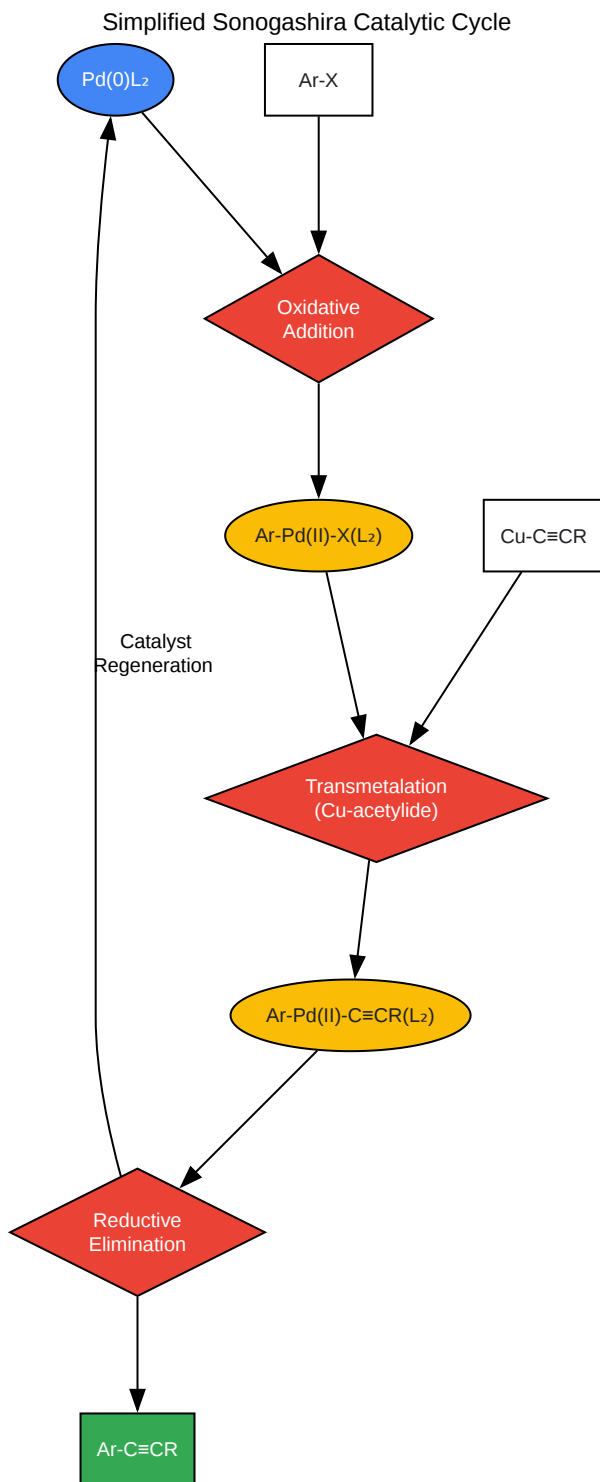 Simplified Sonogashira Catalytic Cycle
Pd(0)L₂
Ar-X
Oxidative
Addition
Ar-Pd(II)-X(L₂)
Cu-C≡CR
Catalyst
Regeneration
Transmetalation
(Cu-acetylide)
Ar-Pd(II)-C≡CR(L₂)
Reductive
Elimination
Ar-C≡CR